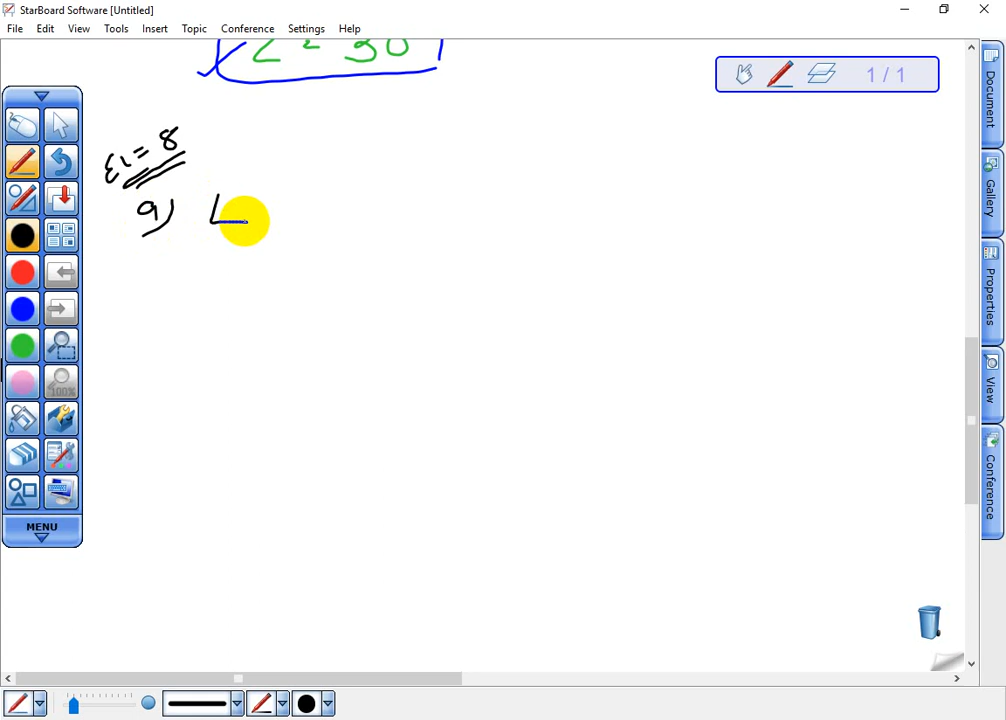 StarBoard Software [Untitled]
File Edit View Tools Insert Topic Conference Settings Help
1 / 1
= 8
9)
L
100%
MENU
Document
Gallery
Properties
View
Conference